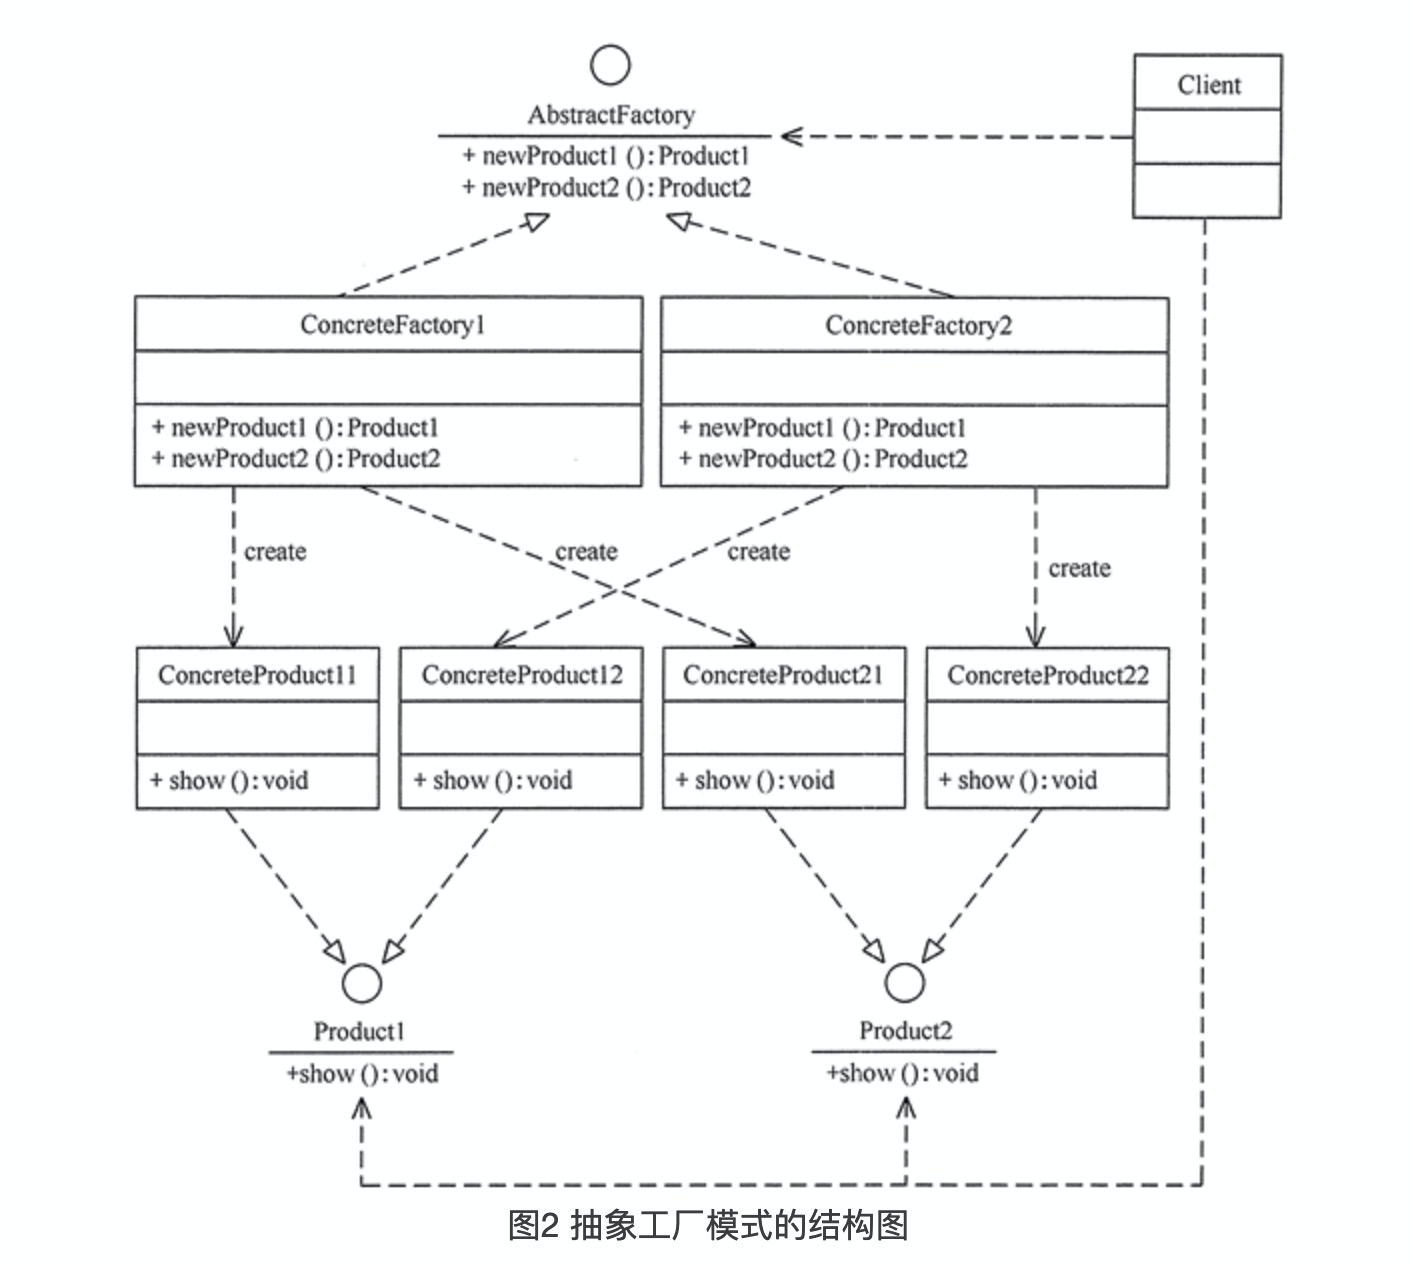 AbstractFactory
+ newProduct1 (): Product1
+ newProduct2 (): Product2
Client
ConcreteFactory1
+ newProduct1 (): Product1
+ newProduct2 (): Product2
ConcreteFactory2
+ newProduct1 (): Product1
+ newProduct2 (): Product2
create
create
create
create
ConcreteProduct11
+ show (): void
ConcreteProduct12
+ show (): void
ConcreteProduct21
+ show (): void
ConcreteProduct22
+ show (): void
Product1
+show (): void
Product2
+show (): void
图2 抽象工厂模式的结构图